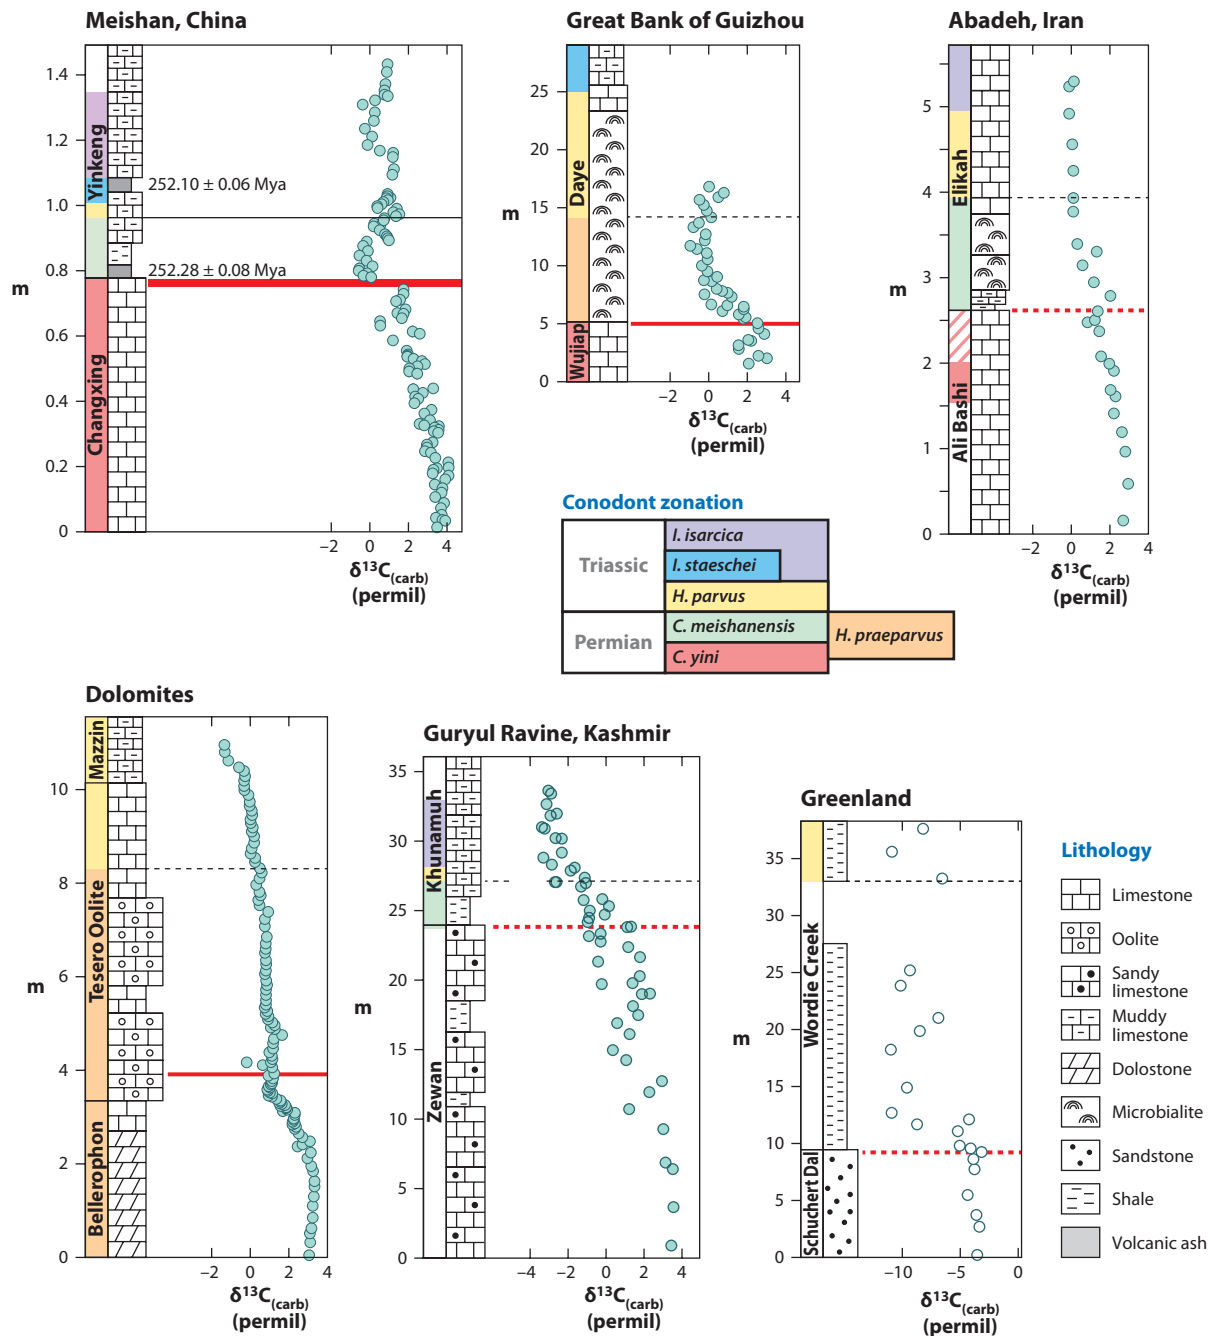 Meishan, China
1.4
1.2
1.0
0.8
0.6
0.4
0.2
0
m
Yinkeng
Changxing
252.10 ± 0.06 Mya
252.28 ± 0.08 Mya
−2 0 2 4
δ¹³C(carb)
(permil)
Great Bank of Guizhou
25
20
15
10
5
0
m
Daye
Wujiap
−2 0 2 4
δ¹³C(carb)
(permil)
Abadeh, Iran
5
4
3
2
1
0
m
Elikah
Ali Bashi
−2 0 2 4
δ¹³C(carb)
(permil)
Conodont zonation
Triassic
I. isarcica
I. staeschei
H. parvus
Permian
C. meishanensis
C. yini
H. praeparvus
Dolomites
10
8
6
4
2
0
m
Mazzin
Tesero Oolite
Bellerophon
−2 0 2 4
δ¹³C(carb)
(permil)
Guryul Ravine, Kashmir
35
30
25
20
15
10
5
0
m
Khunamuh
Zewan
−4 −2 0 2 4
δ¹³C(carb)
(permil)
Greenland
35
30
25
20
15
10
5
0
m
Wordie Creek
Schuchert Dal
−10 −5 0
δ¹³C(carb)
(permil)
Lithology
Limestone
Oolite
Sandy
limestone
Muddy
limestone
Dolostone
Microbialite
Sandstone
Shale
Volcanic ash